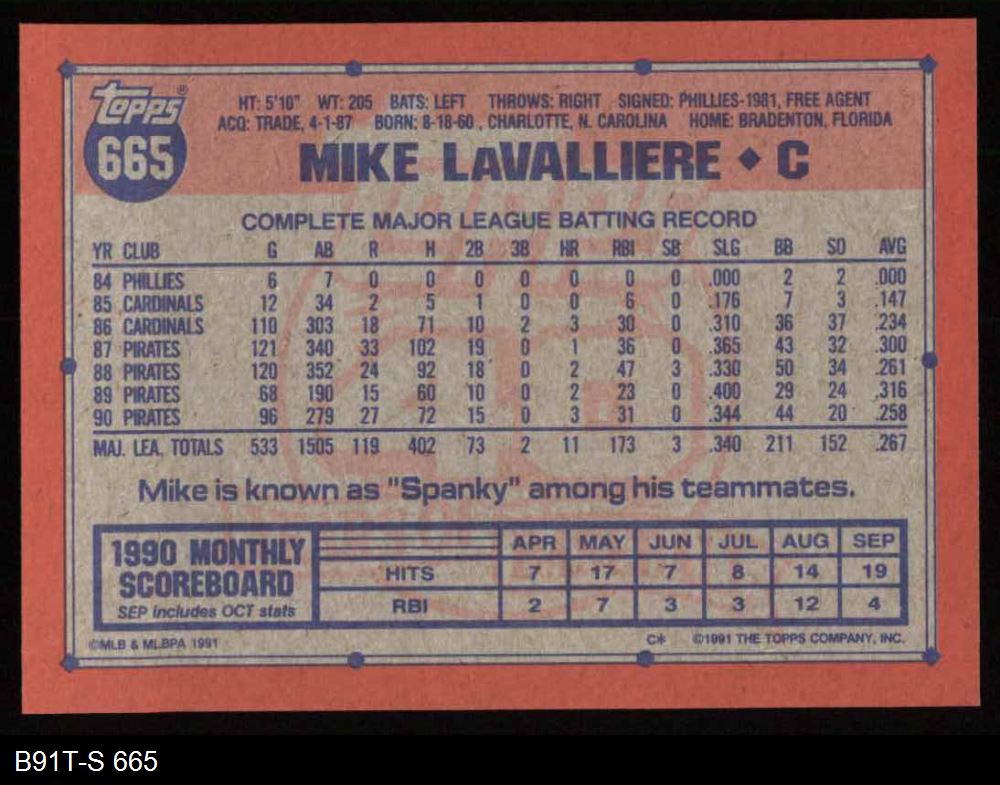 topps®
665
HT: 5'10" WT: 205 BATS: LEFT THROWS: RIGHT SIGNED: PHILLIES-1981, FREE AGENT
ACQ: TRADE, 4-1-87 BORN: 8-18-60, CHARLOTTE, N. CAROLINA HOME: BRADENTON, FLORIDA
MIKE LAVALLIERE ◆ C
COMPLETE MAJOR LEAGUE BATTING RECORD
YR CLUB G AB R H 2B 3B HR RBI SB SLG BB SO AVG
84 PHILLIES 6 7 0 0 0 0 0 0 0 .000 2 2 .000
85 CARDINALS 12 34 2 5 1 0 0 6 0 .176 7 3 .147
86 CARDINALS 110 303 18 71 10 2 3 30 0 .310 36 37 .234
87 PIRATES 121 340 33 102 19 0 1 36 0 .365 43 32 .300
88 PIRATES 120 352 24 92 18 0 2 47 3 .330 50 34 .261
89 PIRATES 68 190 15 60 10 0 2 23 0 .400 29 24 .316
90 PIRATES 96 279 27 72 15 0 3 31 0 .344 44 20 .258
MAJ. LEA. TOTALS 533 1505 119 402 73 2 11 173 3 .340 211 152 .267
Mike is known as "Spanky" among his teammates.
1990 MONTHLY
SCOREBOARD
SEP includes OCT stats
APR MAY JUN JUL AUG SEP
HITS 7 17 7 8 14 19
RBI 2 7 3 3 12 4
©MLB & MLBPA 1991
C* ©1991 THE TOPPS COMPANY, INC.
B91T-S 665